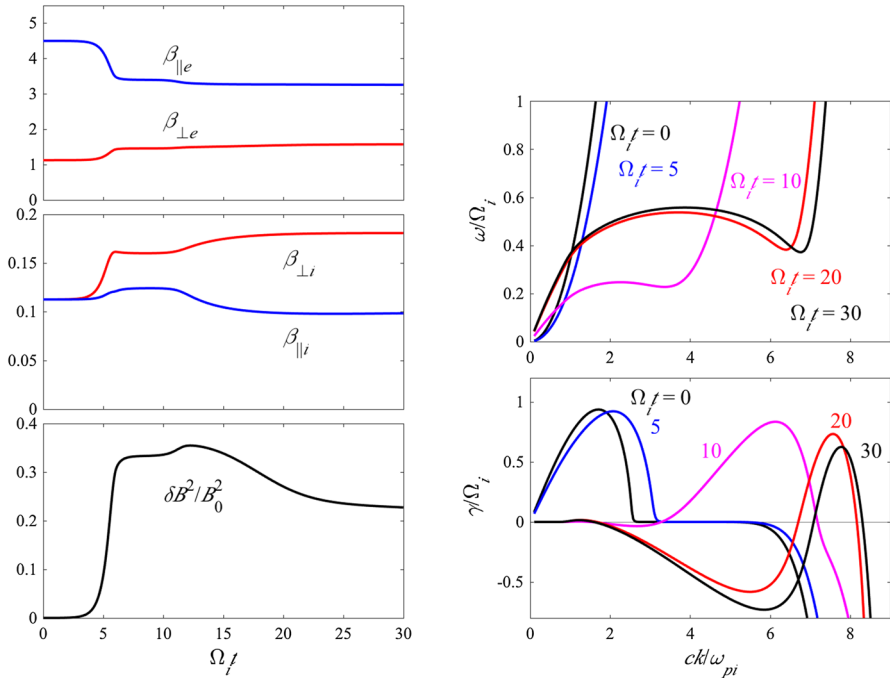 5
4
3
2
1
0
β∥e
β⊥e
0.2
0.15
0.1
0.05
0
β⊥i
β∥i
0.4
0.3
0.2
0.1
0
δB²/B₀²
0 5 10 15 20 25 30
Ωᵢt
1
0.8
0.6
0.4
0.2
0
ω/Ωᵢ
Ωᵢt = 0
Ωᵢt = 5
Ωᵢt = 10
Ωᵢt = 20
Ωᵢt = 30
0 2 4 6 8
0.5
0
-0.5
γ/Ωᵢ
Ωᵢt = 0
5
10
20
30
0 2 4 6 8
ck/ωpi